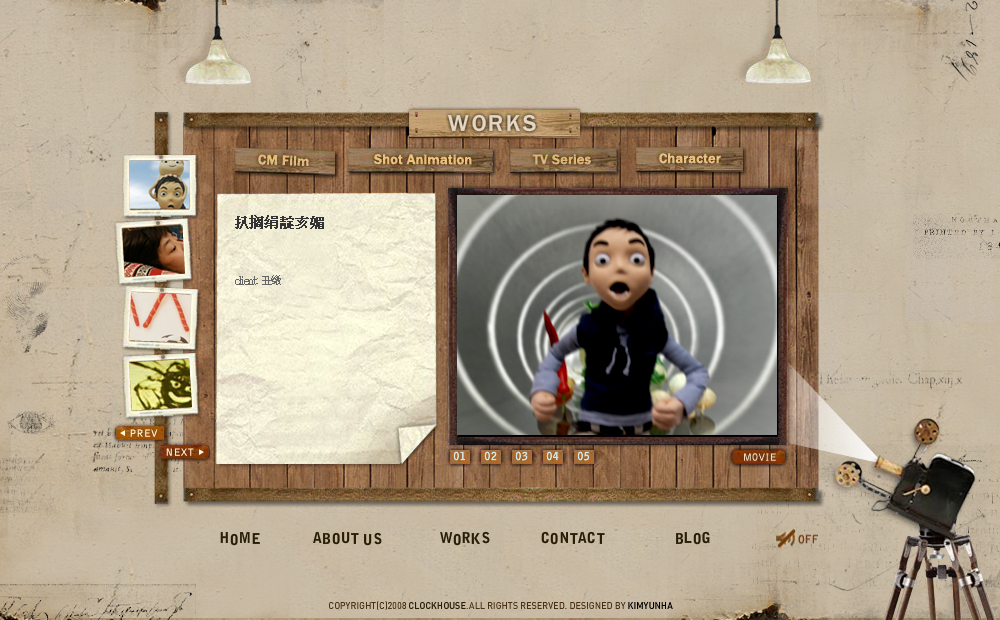 WORKS
CM Film
Shot Animation
TV Series
Character
client:
PREV
NEXT
01 02 03 04 05
MOVIE
HOME
ABOUT US
WORKS
CONTACT
BLOG
OFF
COPYRIGHT(C)2008 CLOCKHOUSE.ALL RIGHTS RESERVED. DESIGNED BY KIMYUNHA